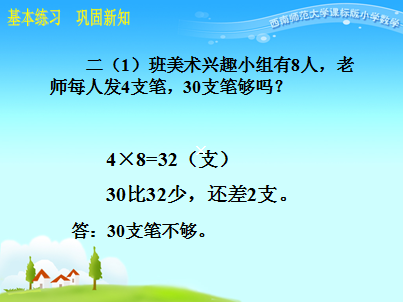 基本练习 巩固新知
西南师范大学课标版小学数学
二（1）班美术兴趣小组有8人，老
师每人发4支笔，30支笔够吗？
4×8=32（支）
30比32少，还差2支。
答：30支笔不够。